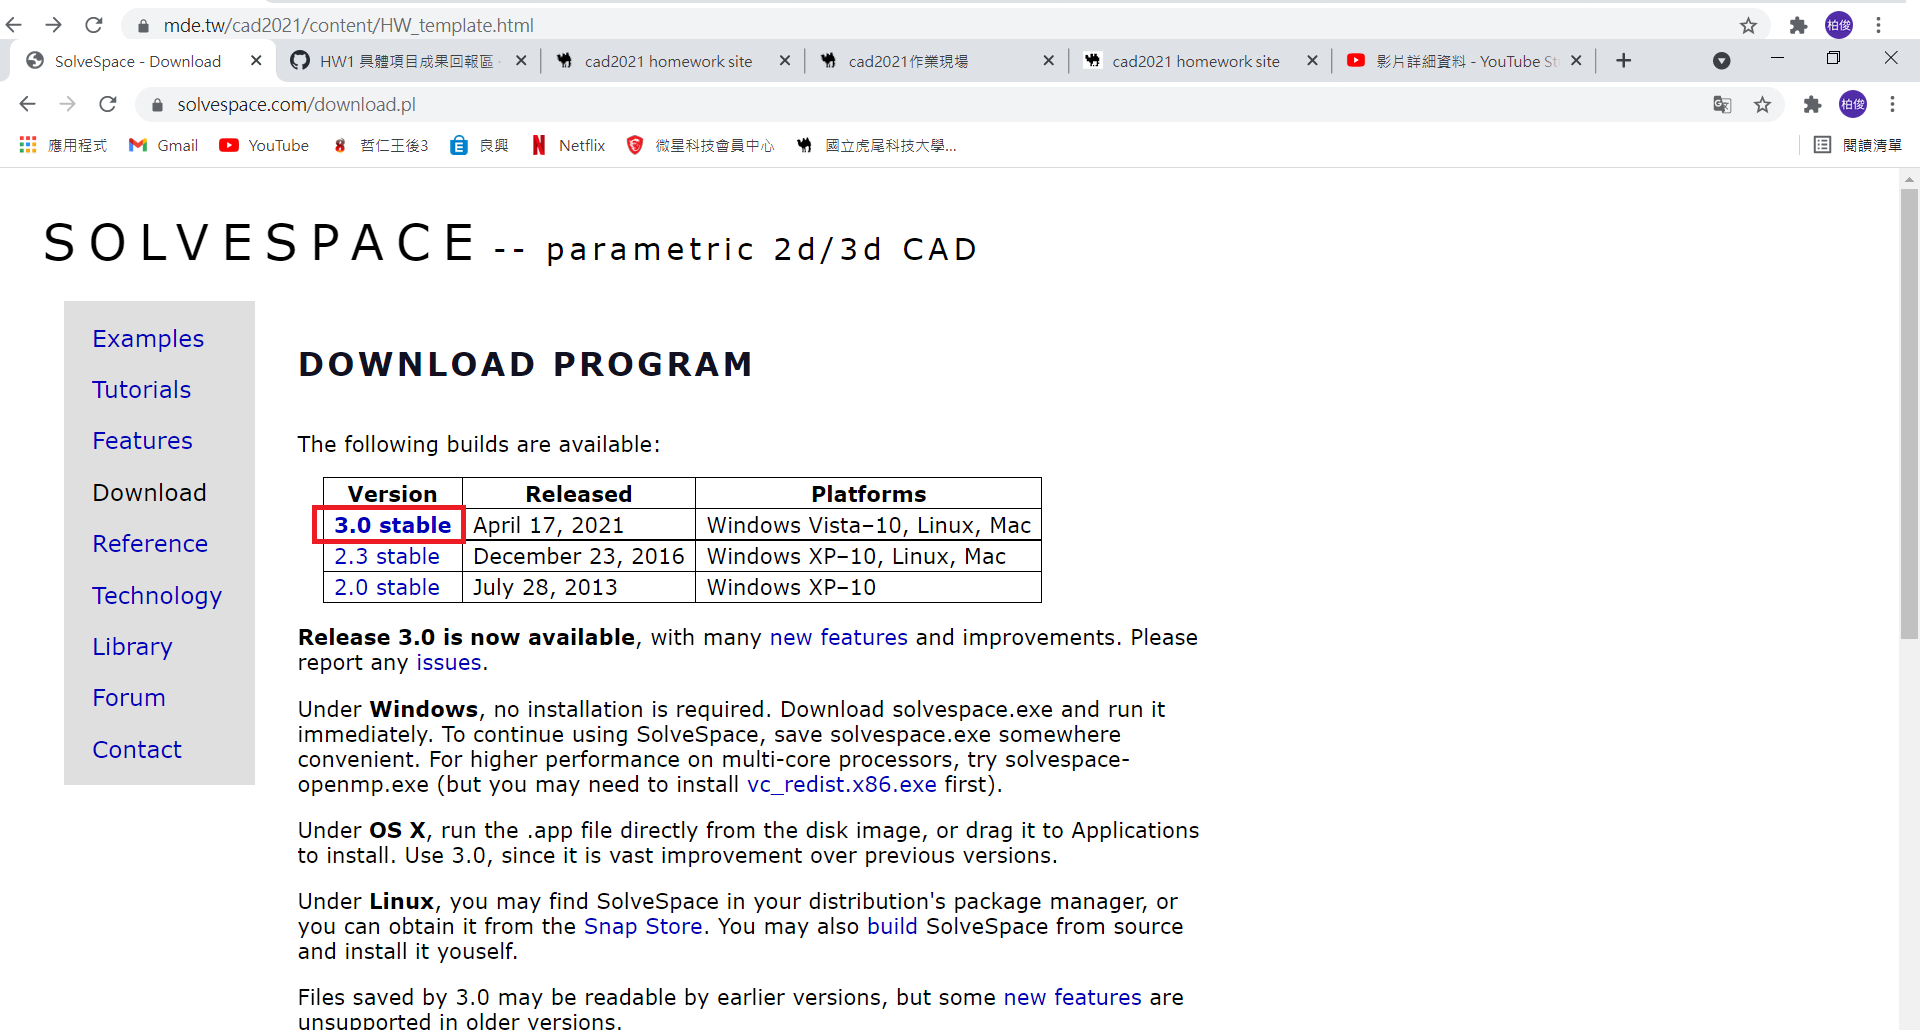 mde.tw/cad2021/content/HW_template.html
柏俊
SolveSpace - Download
HW1 具體項目成果回報區
cad2021 homework site
cad2021作業現場
cad2021 homework site
影片詳細資料 - YouTube St
solvespace.com/download.pl
柏俊
應用程式
Gmail
YouTube
哲仁王後3
良興
Netflix
微星科技會員中心
國立虎尾科技大學...
閱讀清單
SOLVESPACE -- parametric 2d/3d CAD
Examples
Tutorials
Features
Download
Reference
Technology
Library
Forum
Contact
DOWNLOAD PROGRAM
The following builds are available:
Version Released Platforms
3.0 stable April 17, 2021 Windows Vista–10, Linux, Mac
2.3 stable December 23, 2016 Windows XP–10, Linux, Mac
2.0 stable July 28, 2013 Windows XP–10
Release 3.0 is now available, with many new features and improvements. Please
report any issues.
Under Windows, no installation is required. Download solvespace.exe and run it
immediately. To continue using SolveSpace, save solvespace.exe somewhere
convenient. For higher performance on multi-core processors, try solvespace-
openmp.exe (but you may need to install vc_redist.x86.exe first).
Under OS X, run the .app file directly from the disk image, or drag it to Applications
to install. Use 3.0, since it is vast improvement over previous versions.
Under Linux, you may find SolveSpace in your distribution's package manager, or
you can obtain it from the Snap Store. You may also build SolveSpace from source
and install it youself.
Files saved by 3.0 may be readable by earlier versions, but some new features are
unsupported in older versions.